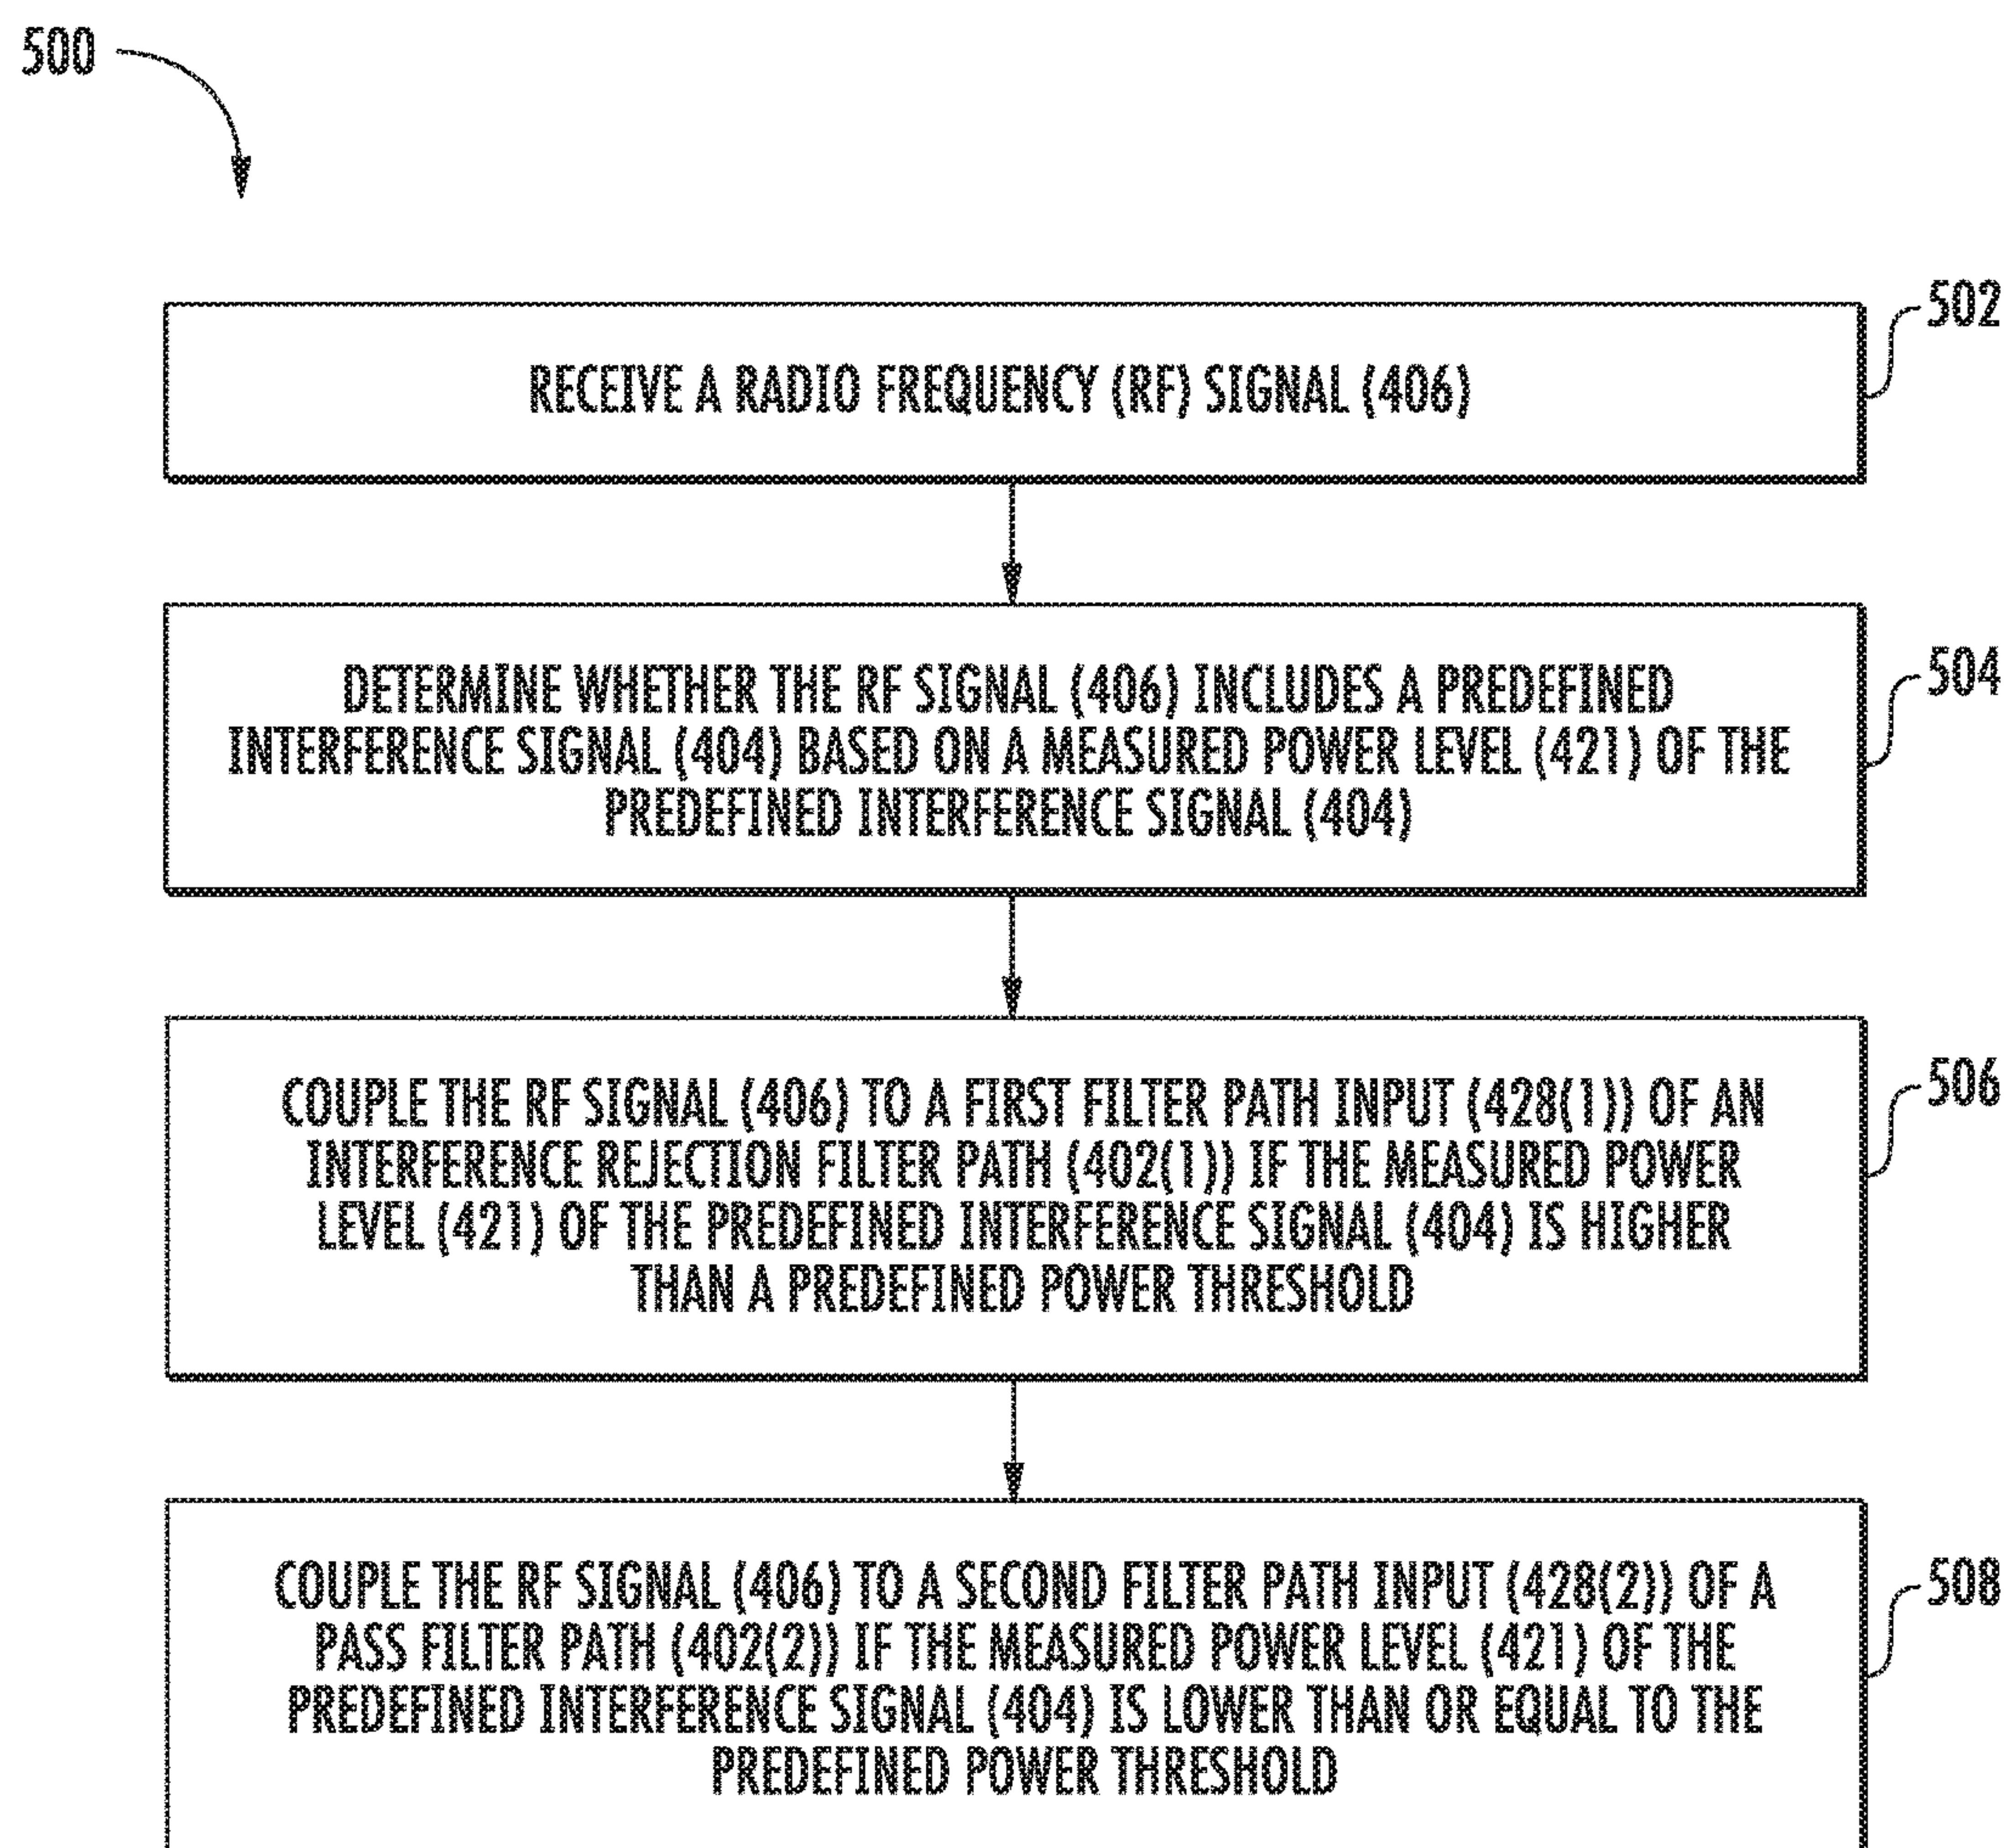 500
502
RECEIVE A RADIO FREQUENCY (RF) SIGNAL (406)
504
DETERMINE WHETHER THE RF SIGNAL (406) INCLUDES A PREDEFINED
INTERFERENCE SIGNAL (404) BASED ON A MEASURED POWER LEVEL (421) OF THE
PREDEFINED INTERFERENCE SIGNAL (404)
506
COUPLE THE RF SIGNAL (406) TO A FIRST FILTER PATH INPUT (428(1)) OF AN
INTERFERENCE REJECTION FILTER PATH (402(1)) IF THE MEASURED POWER
LEVEL (421) OF THE PREDEFINED INTERFERENCE SIGNAL (404) IS HIGHER
THAN A PREDEFINED POWER THRESHOLD
508
COUPLE THE RF SIGNAL (406) TO A SECOND FILTER PATH INPUT (428(2)) OF A
PASS FILTER PATH (402(2)) IF THE MEASURED POWER LEVEL (421) OF THE
PREDEFINED INTERFERENCE SIGNAL (404) IS LOWER THAN OR EQUAL TO THE
PREDEFINED POWER THRESHOLD